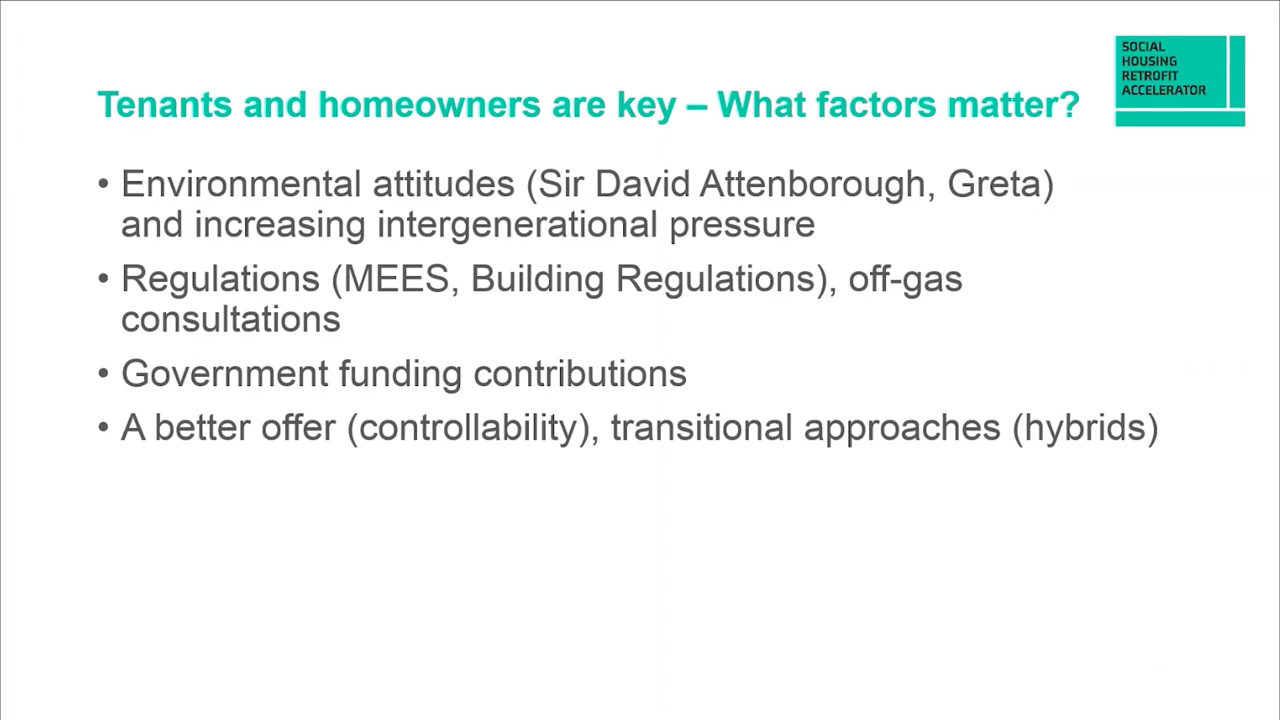 SOCIAL
HOUSING
RETROFIT
ACCELERATOR
Tenants and homeowners are key – What factors matter?
• Environmental attitudes (Sir David Attenborough, Greta)
and increasing intergenerational pressure
• Regulations (MEES, Building Regulations), off-gas
consultations
• Government funding contributions
• A better offer (controllability), transitional approaches (hybrids)